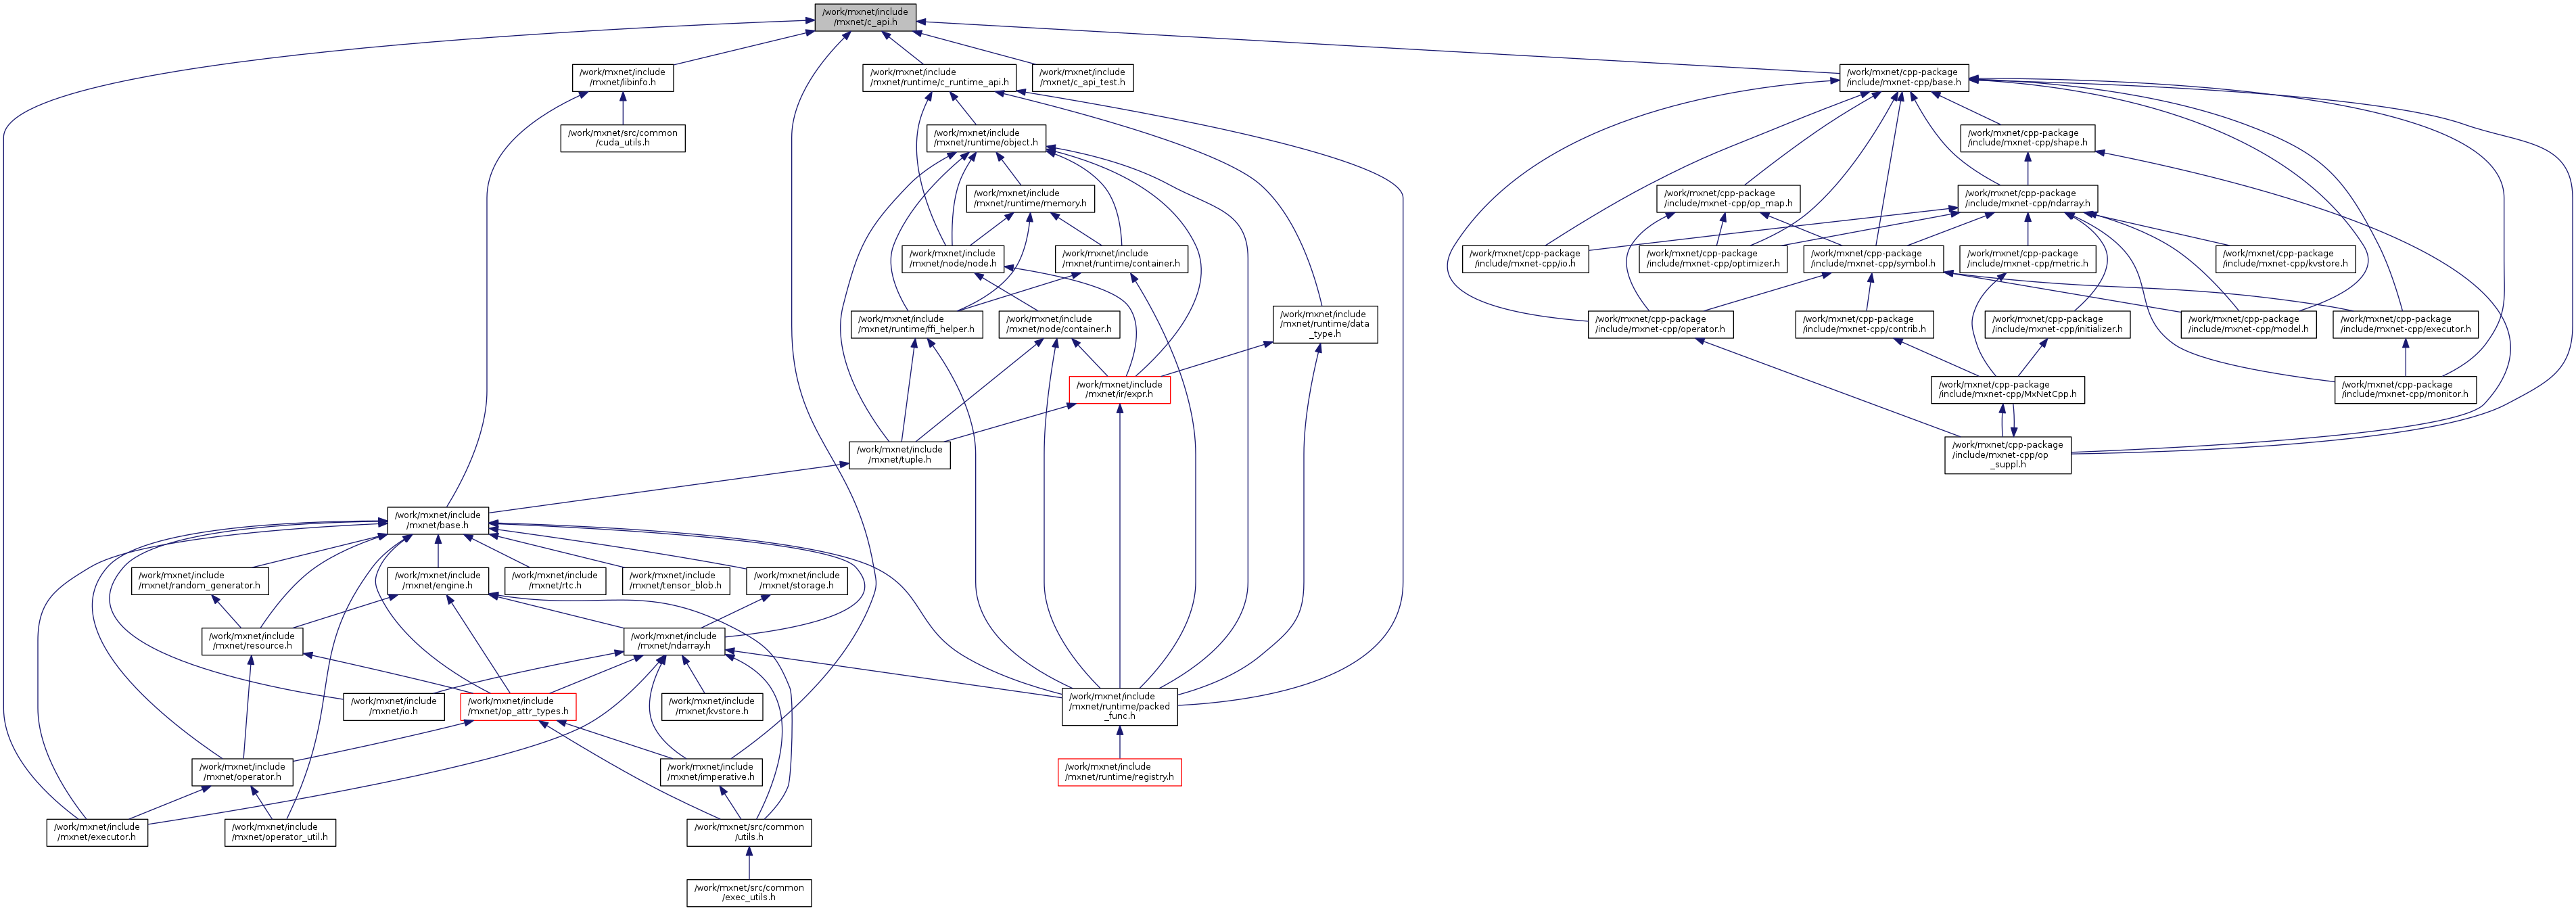 /work/mxnet/include
/mxnet/c_api.h
/work/mxnet/include
/mxnet/libinfo.h
/work/mxnet/include
/mxnet/runtime/c_runtime_api.h
/work/mxnet/include
/mxnet/c_api_test.h
/work/mxnet/cpp-package
/include/mxnet-cpp/base.h
/work/mxnet/src/common
/cuda_utils.h
/work/mxnet/include
/mxnet/runtime/object.h
/work/mxnet/cpp-package
/include/mxnet-cpp/shape.h
/work/mxnet/include
/mxnet/runtime/memory.h
/work/mxnet/cpp-package
/include/mxnet-cpp/op_map.h
/work/mxnet/cpp-package
/include/mxnet-cpp/ndarray.h
/work/mxnet/include
/mxnet/node/node.h
/work/mxnet/include
/mxnet/runtime/container.h
/work/mxnet/cpp-package
/include/mxnet-cpp/io.h
/work/mxnet/cpp-package
/include/mxnet-cpp/optimizer.h
/work/mxnet/cpp-package
/include/mxnet-cpp/symbol.h
/work/mxnet/cpp-package
/include/mxnet-cpp/metric.h
/work/mxnet/cpp-package
/include/mxnet-cpp/kvstore.h
/work/mxnet/include
/mxnet/runtime/ffi_helper.h
/work/mxnet/include
/mxnet/node/container.h
/work/mxnet/include
/mxnet/runtime/data
_type.h
/work/mxnet/cpp-package
/include/mxnet-cpp/operator.h
/work/mxnet/cpp-package
/include/mxnet-cpp/contrib.h
/work/mxnet/cpp-package
/include/mxnet-cpp/initializer.h
/work/mxnet/cpp-package
/include/mxnet-cpp/model.h
/work/mxnet/cpp-package
/include/mxnet-cpp/executor.h
/work/mxnet/include
/mxnet/ir/expr.h
/work/mxnet/cpp-package
/include/mxnet-cpp/MxNetCpp.h
/work/mxnet/cpp-package
/include/mxnet-cpp/monitor.h
/work/mxnet/include
/mxnet/tuple.h
/work/mxnet/cpp-package
/include/mxnet-cpp/op
_suppl.h
/work/mxnet/include
/mxnet/base.h
/work/mxnet/include
/mxnet/random_generator.h
/work/mxnet/include
/mxnet/engine.h
/work/mxnet/include
/mxnet/rtc.h
/work/mxnet/include
/mxnet/tensor_blob.h
/work/mxnet/include
/mxnet/storage.h
/work/mxnet/include
/mxnet/resource.h
/work/mxnet/include
/mxnet/ndarray.h
/work/mxnet/include
/mxnet/io.h
/work/mxnet/include
/mxnet/op_attr_types.h
/work/mxnet/include
/mxnet/kvstore.h
/work/mxnet/include
/mxnet/runtime/packed
_func.h
/work/mxnet/include
/mxnet/operator.h
/work/mxnet/include
/mxnet/imperative.h
/work/mxnet/include
/mxnet/runtime/registry.h
/work/mxnet/include
/mxnet/executor.h
/work/mxnet/include
/mxnet/operator_util.h
/work/mxnet/src/common
/utils.h
/work/mxnet/src/common
/exec_utils.h